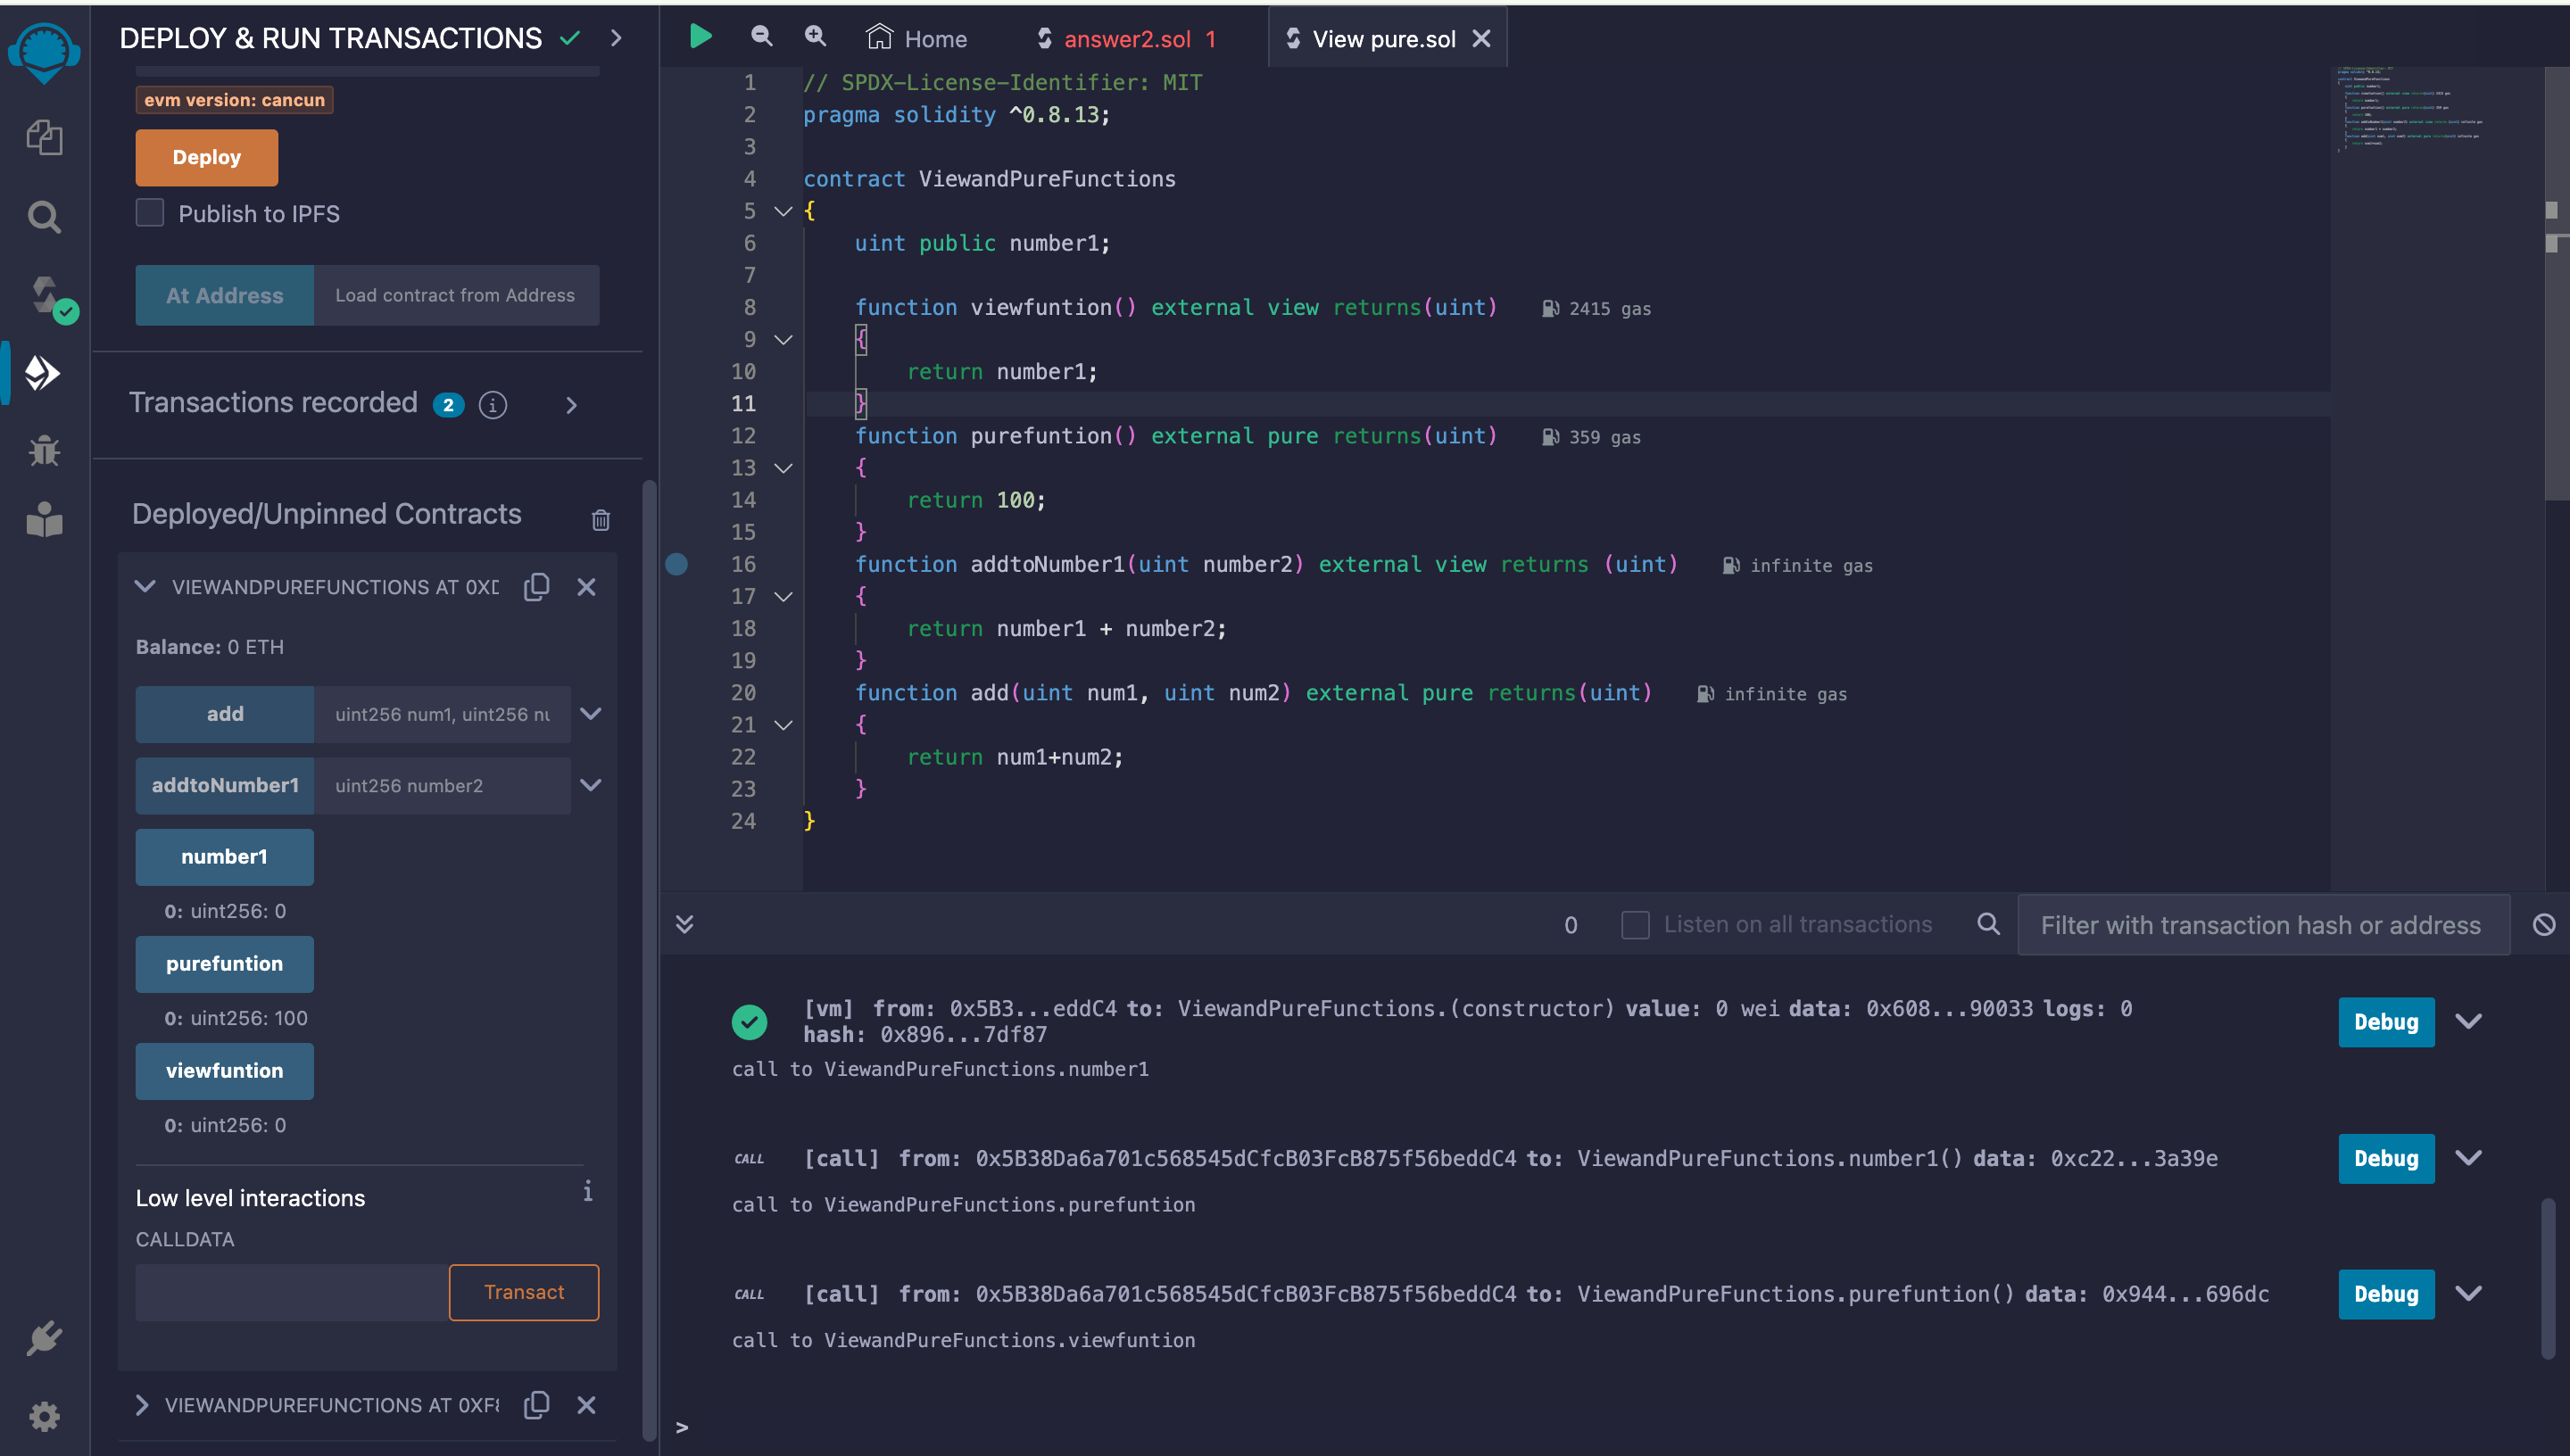 DEPLOY & RUN TRANSACTIONS
evm version: cancun
Deploy
Publish to IPFS
At Address
Load contract from Address
Transactions recorded 2
Deployed/Unpinned Contracts
VIEWANDPUREFUNCTIONS AT 0XD
Balance: 0 ETH
add
uint256 num1, uint256 nu
addtoNumber1
uint256 number2
number1
0: uint256: 0
purefuntion
0: uint256: 100
viewfuntion
0: uint256: 0
Low level interactions
CALLDATA
Transact
VIEWANDPUREFUNCTIONS AT 0XF8
Home
answer2.sol 1
View pure.sol
1 // SPDX-License-Identifier: MIT
2 pragma solidity ^0.8.13;
3
4 contract ViewandPureFunctions
5 {
6 uint public number1;
7
8 function viewfuntion() external view returns(uint) 2415 gas
9 {
10 return number1;
11 }
12 function purefuntion() external pure returns(uint) 359 gas
13 {
14 return 100;
15 }
16 function addtoNumber1(uint number2) external view returns (uint) infinite gas
17 {
18 return number1 + number2;
19 }
20 function add(uint num1, uint num2) external pure returns(uint) infinite gas
21 {
22 return num1+num2;
23 }
24 }
0
Listen on all transactions
Filter with transaction hash or address
[vm] from: 0x5B3...eddC4 to: ViewandPureFunctions.(constructor) value: 0 wei data: 0x608...90033 logs: 0
hash: 0x896...7df87
Debug
call to ViewandPureFunctions.number1
CALL [call] from: 0x5B38Da6a701c568545dCfcB03FcB875f56beddC4 to: ViewandPureFunctions.number1() data: 0xc22...3a39e
Debug
call to ViewandPureFunctions.purefuntion
CALL [call] from: 0x5B38Da6a701c568545dCfcB03FcB875f56beddC4 to: ViewandPureFunctions.purefuntion() data: 0x944...696dc
Debug
call to ViewandPureFunctions.viewfuntion
>